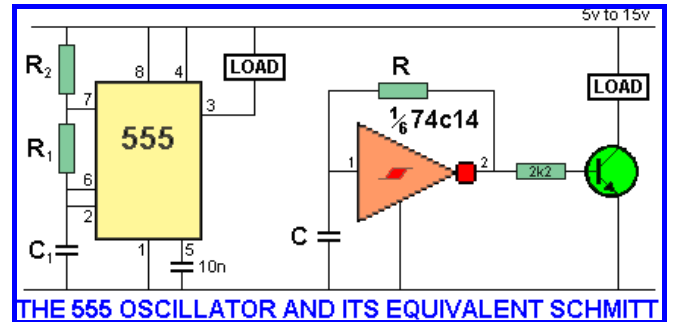 5v to 15v
R2
8
4
LOAD
R
LOAD
7
3
1/6 74c14
555
R1
1
2
2k2
6
2
C1
1
5
10n
C
THE 555 OSCILLATOR AND ITS EQUIVALENT SCHMITT